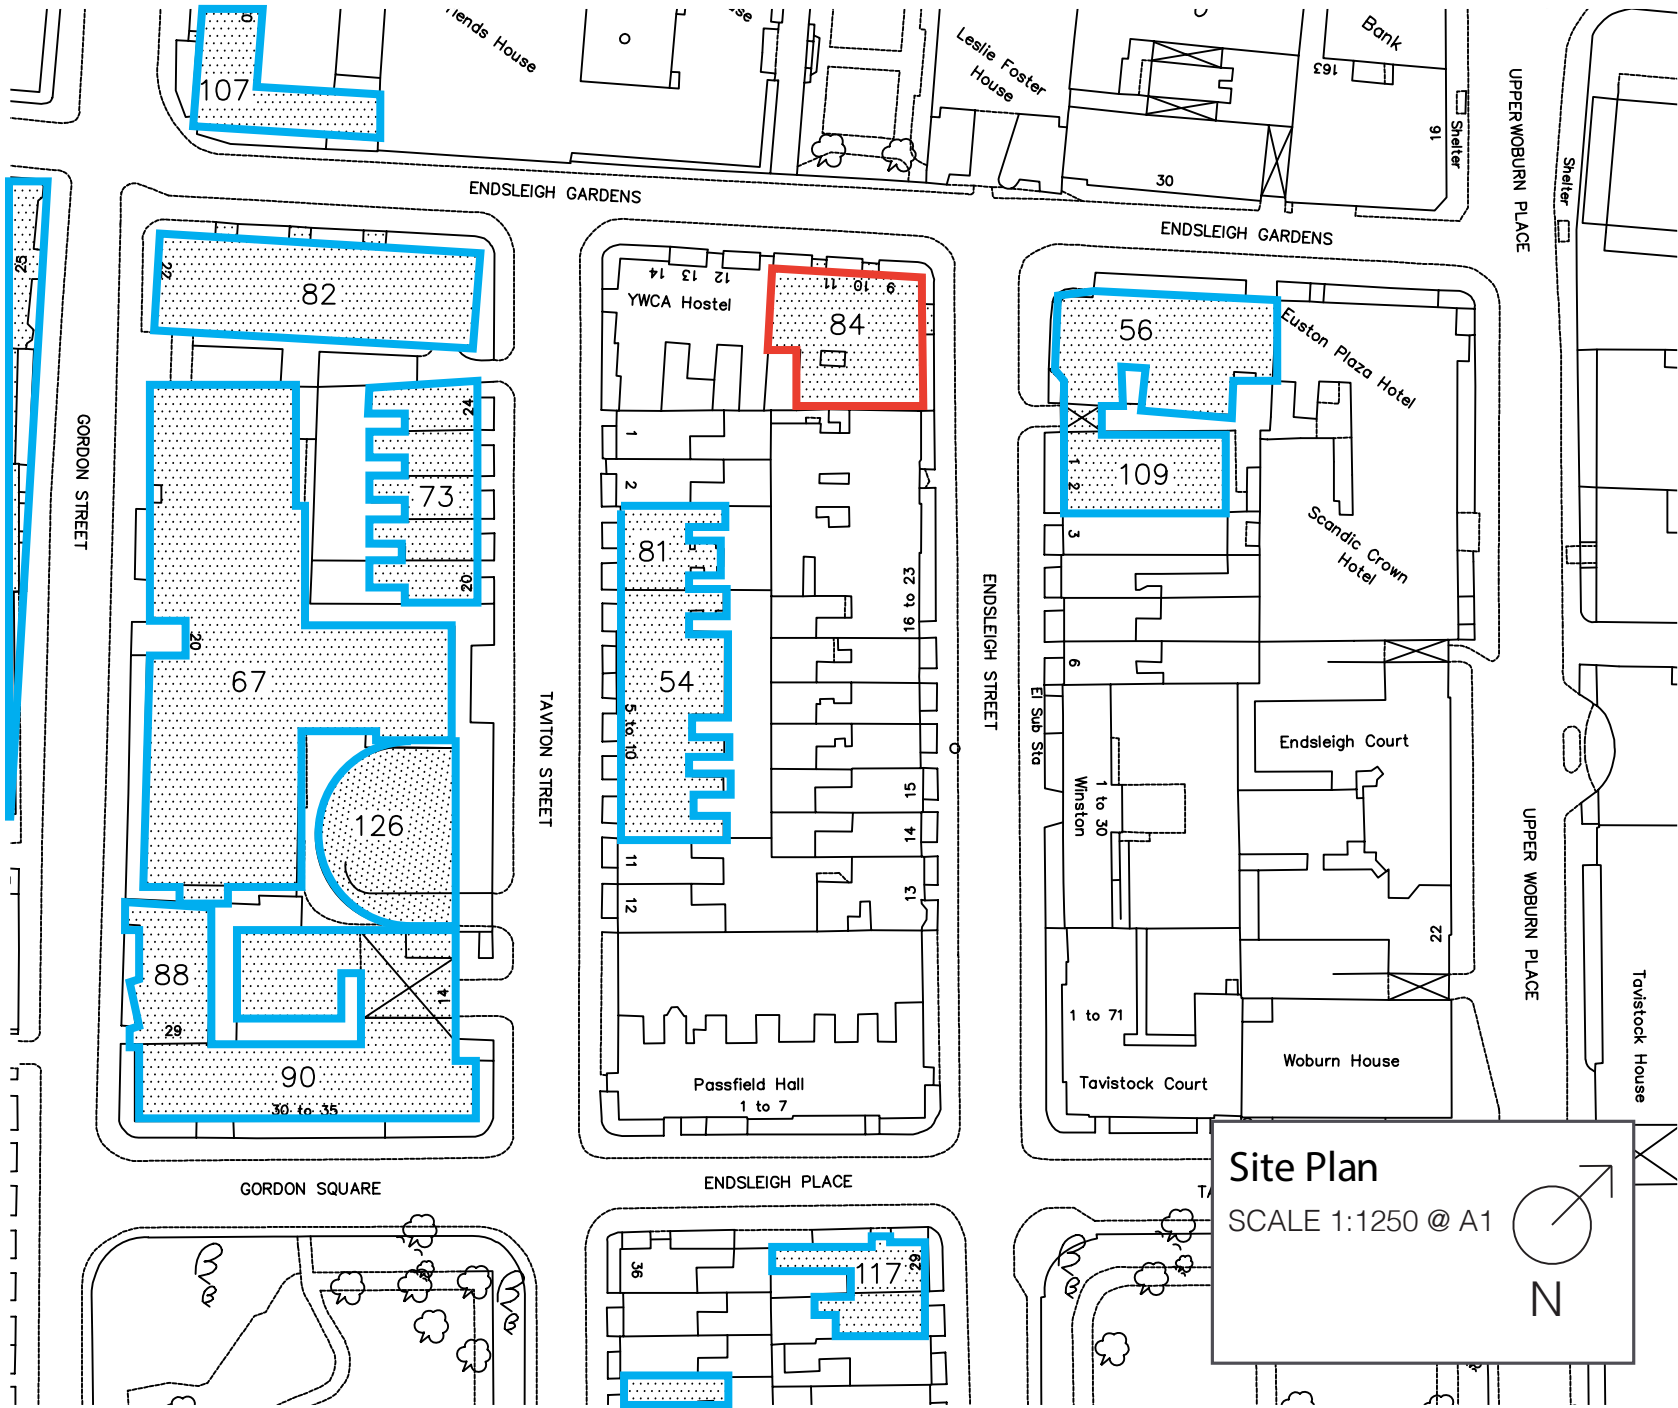 107
Leslie Foster
House
Bank
163
16
Shelter
30
UPPERWOBURN PLACE
Shelter
ENDSLEIGH GARDENS
ENDSLEIGH GARDENS
25
22
82
14
13
12
11
10
9
YWCA Hostel
84
56
Euston Plaza Hotel
GORDON STREET
24
73
20
1
2
1
2
109
3
Scandic Crown
Hotel
81
16 to 23
ENDSLEIGH STREET
20
67
54
5 to 10
6
El Sub Sta
TAVITON STREET
Endsleigh Court
1 to 30
Winston
15
14
13
126
11
12
UPPER WOBURN PLACE
22
88
29
14
1 to 71
Tavistock House
90
30 to 35
Passfield Hall
1 to 7
Tavistock Court
Woburn House
GORDON SQUARE
ENDSLEIGH PLACE
Site Plan
SCALE 1:1250 @ A1
N
36
29
117